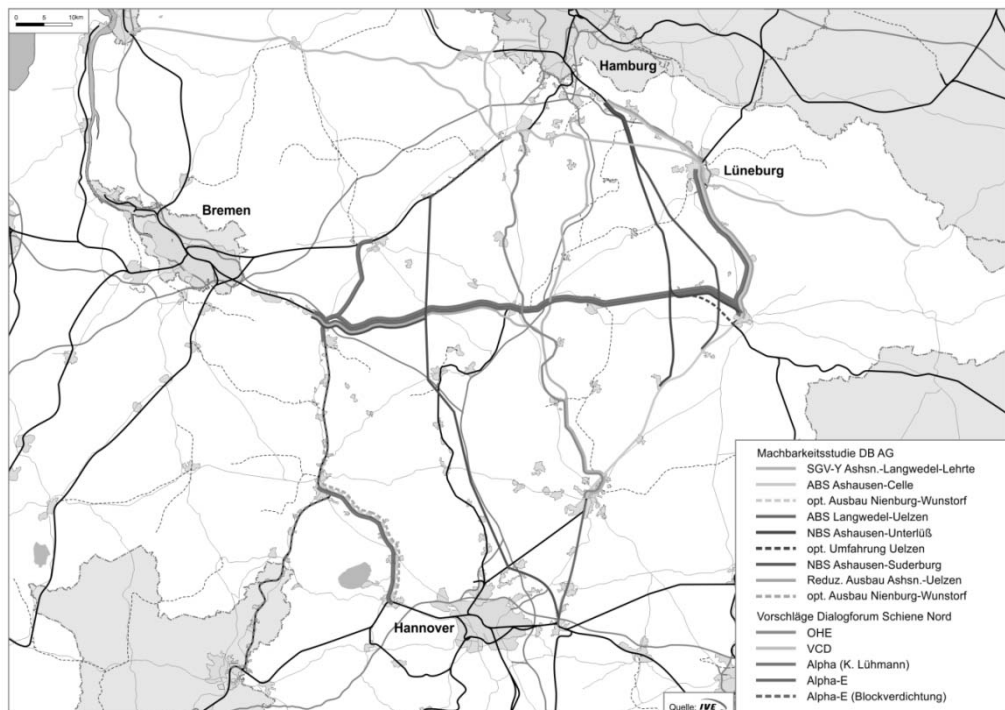 0 5 10km
Hamburg
Lüneburg
Bremen
Hannover
Machbarkeitsstudie DB AG
SGV-Y Ashsn.-Langwedel-Lehrte
ABS Ashausen-Celle
opt. Ausbau Nienburg-Wunstorf
ABS Langwedel-Uelzen
NBS Ashausen-Unterlüß
opt. Umfahrung Uelzen
NBS Ashausen-Suderburg
Reduz. Ausbau Ashsn.-Uelzen
opt. Ausbau Nienburg-Wunstorf
Vorschläge Dialogforum Schiene Nord
OHE
VCD
Alpha (K. Lühmann)
Alpha-E
Alpha-E (Blockverdichtung)
Quelle: IVE